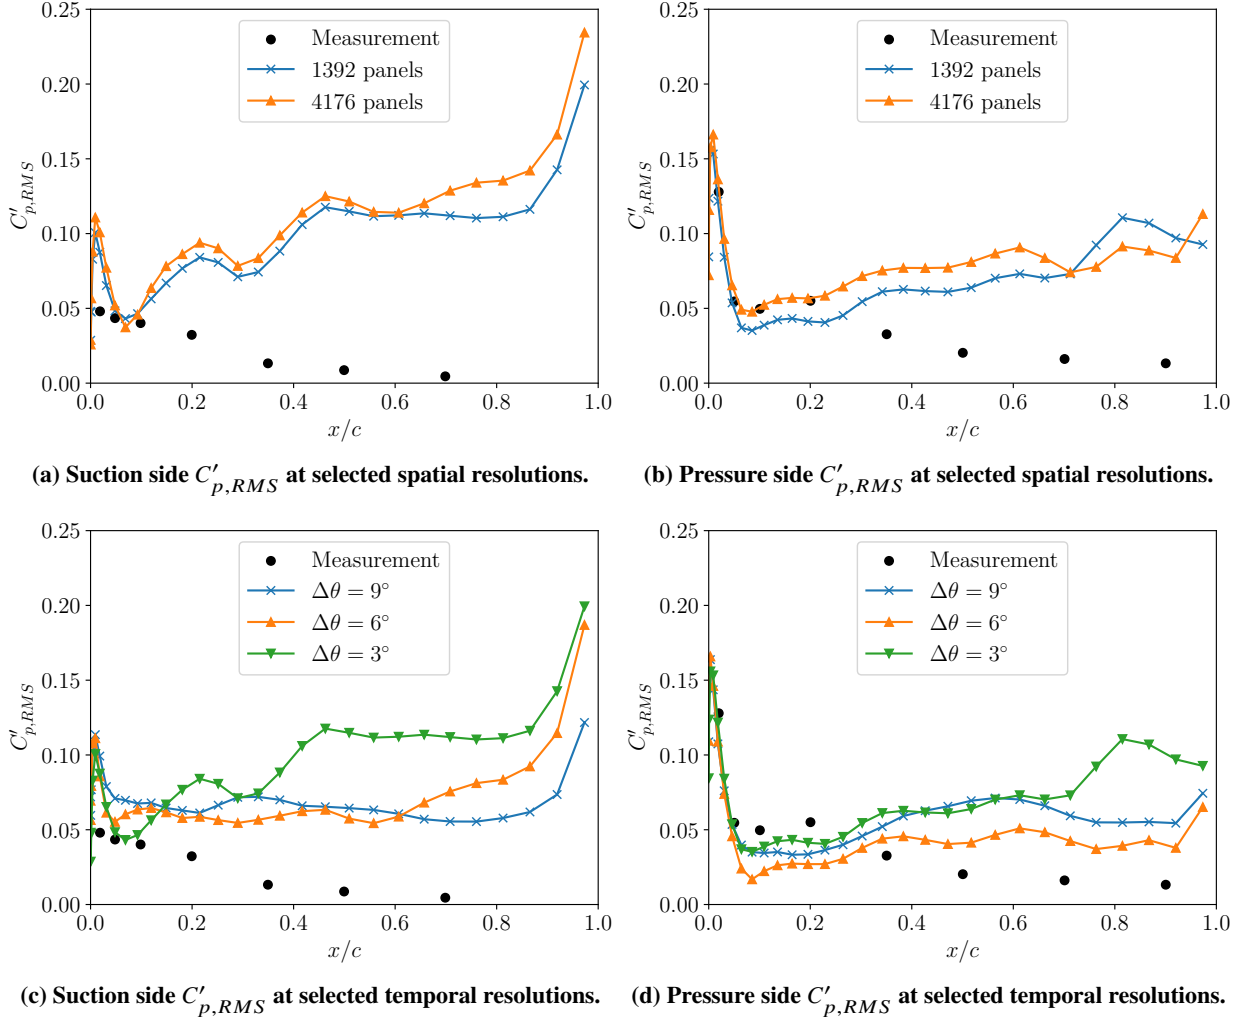 0.25
0.20
0.15
0.10
0.05
0.00
C′p,RMS
Measurement
1392 panels
4176 panels
0.0 0.2 0.4 0.6 0.8 1.0
x/c
(a) Suction side C′p,RMS at selected spatial resolutions.
0.25
0.20
0.15
0.10
0.05
0.00
C′p,RMS
Measurement
1392 panels
4176 panels
0.0 0.2 0.4 0.6 0.8 1.0
x/c
(b) Pressure side C′p,RMS at selected spatial resolutions.
0.25
0.20
0.15
0.10
0.05
0.00
C′p,RMS
Measurement
Δθ = 9°
Δθ = 6°
Δθ = 3°
0.0 0.2 0.4 0.6 0.8 1.0
x/c
(c) Suction side C′p,RMS at selected temporal resolutions.
0.25
0.20
0.15
0.10
0.05
0.00
C′p,RMS
Measurement
Δθ = 9°
Δθ = 6°
Δθ = 3°
0.0 0.2 0.4 0.6 0.8 1.0
x/c
(d) Pressure side C′p,RMS at selected temporal resolutions.